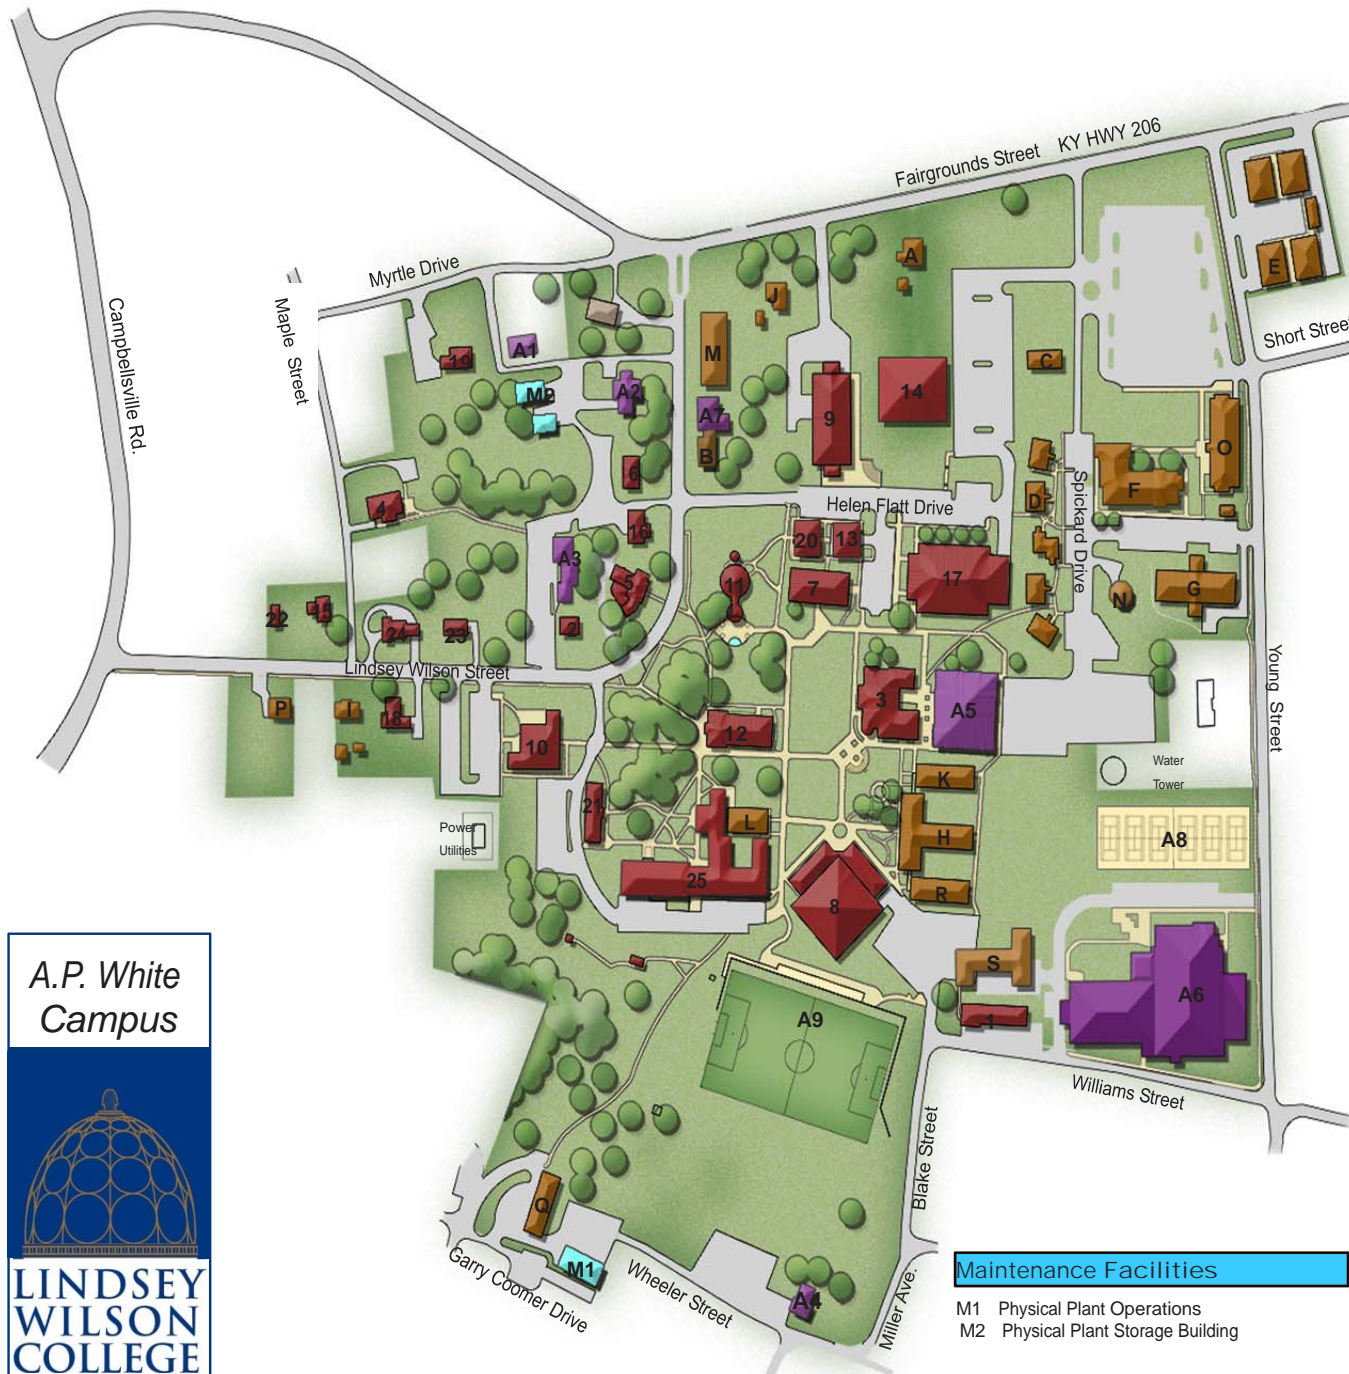 Fairgrounds Street KY HWY 206
Myrtle Drive
Maple Street
Campbellsville Rd.
Short Street
E
A
J
M
C
A1
19
M2
A2
A7
B
9
14
6
O
F
D
Spickard Drive
Helen Flatt Drive
4
16
20
13
A3
5
11
7
17
N
G
22
15
24
23
2
Lindsey Wilson Street
Young Street
P
I
18
10
12
3
A5
Water
Tower
K
21
L
H
A8
Power
Utilities
25
8
R
S
A6
1
A9
Williams Street
Blake Street
Q
M1
Garry Coomer Drive
Wheeler Street
A4
Miller Ave.
A.P. White
Campus
LINDSEY
WILSON
COLLEGE
Maintenance Facilities
M1 Physical Plant Operations
M2 Physical Plant Storage Building